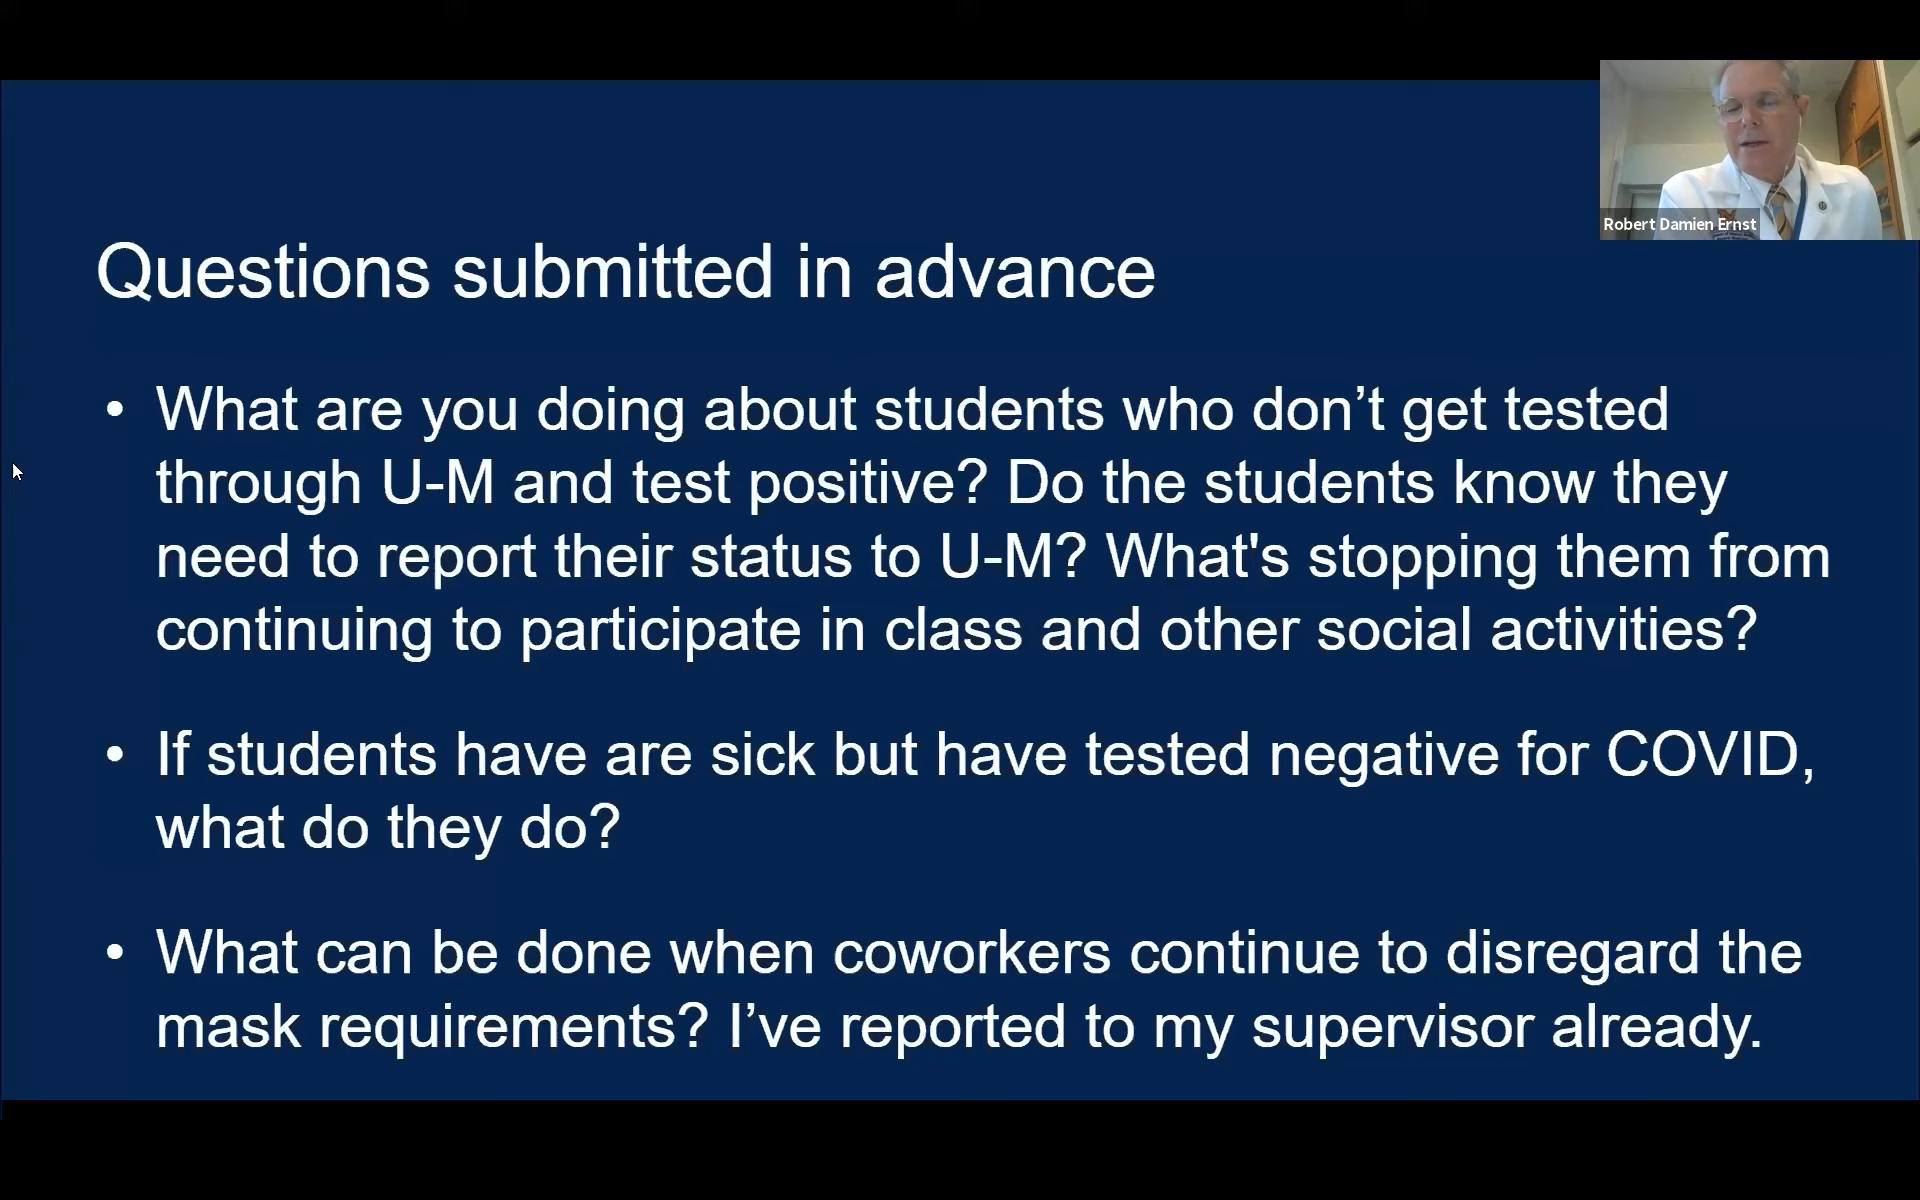 Robert Damien Ernst
Questions submitted in advance
• What are you doing about students who don’t get tested
through U-M and test positive? Do the students know they
need to report their status to U-M? What's stopping them from
continuing to participate in class and other social activities?
• If students have are sick but have tested negative for COVID,
what do they do?
• What can be done when coworkers continue to disregard the
mask requirements? I’ve reported to my supervisor already.